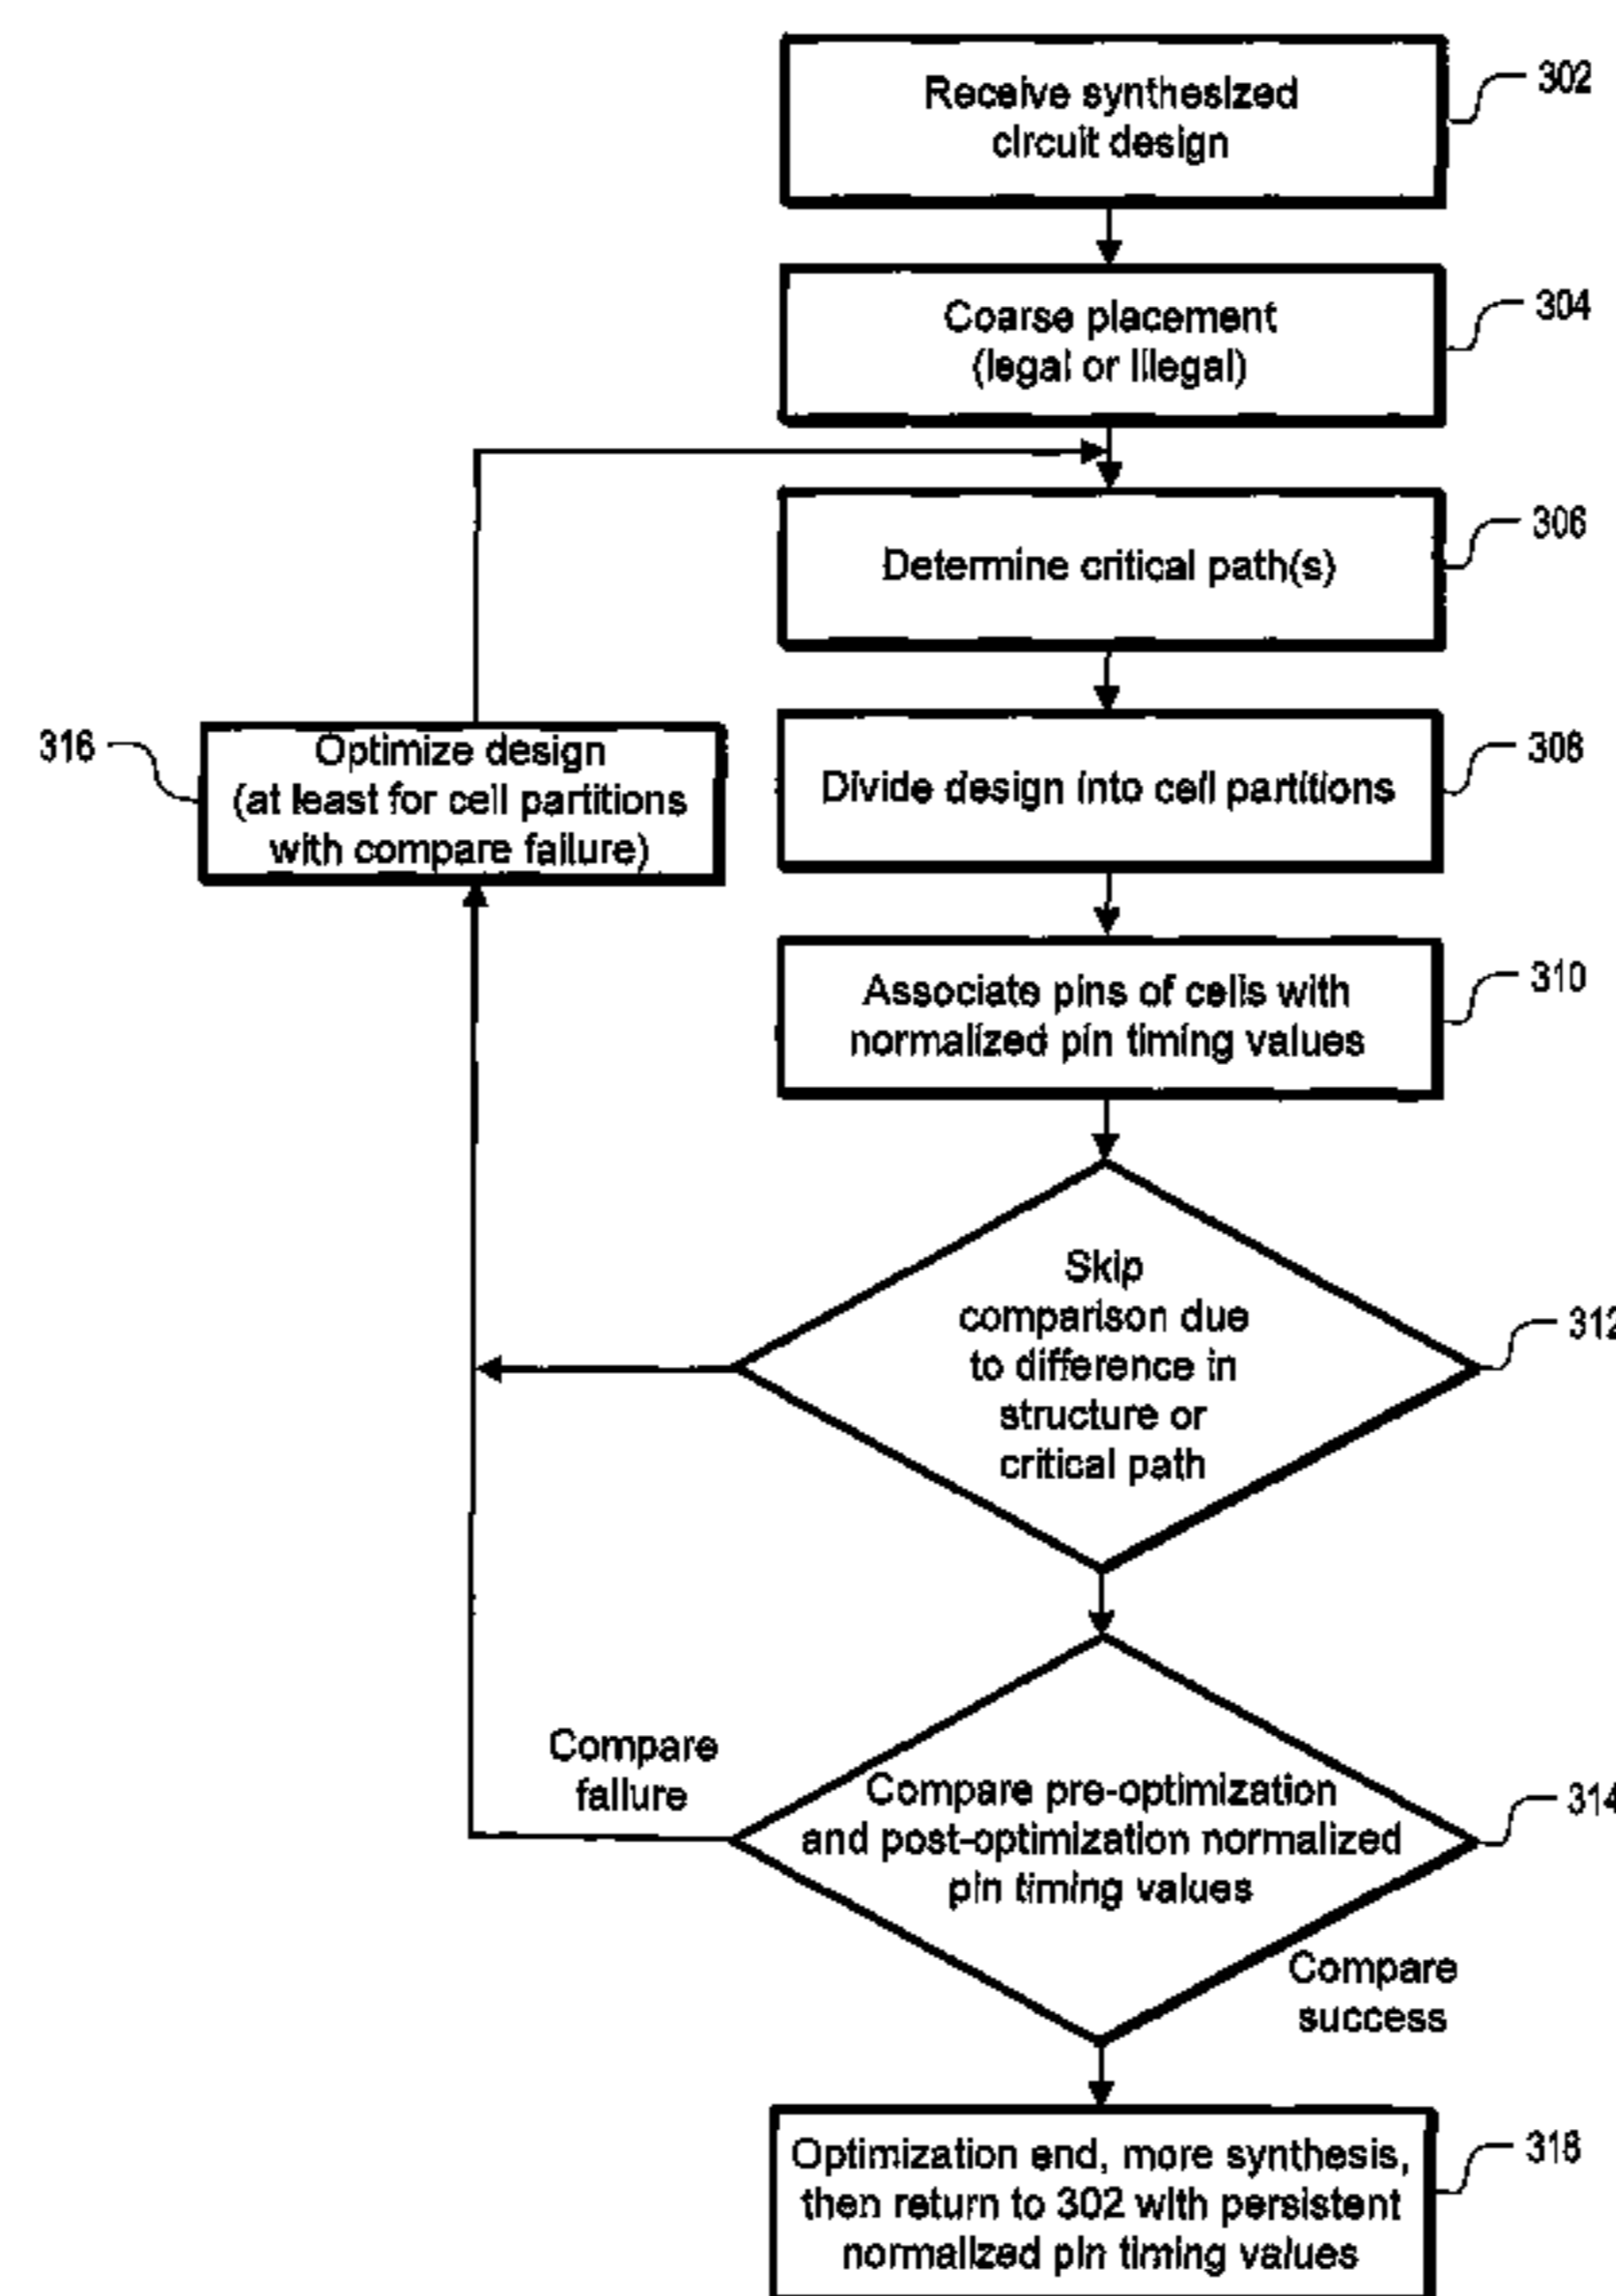 Receive synthesized
circuit design
302
Coarse placement
(legal or illegal)
304
Determine critical path(s)
306
316
Optimize design
(at least for cell partitions
with compare failure)
Divide design into cell partitions
308
Associate pins of cells with
normalized pin timing values
310
Skip
comparison due
to difference in
structure or
critical path
312
Compare
failure
Compare pre-optimization
and post-optimization normalized
pin timing values
314
Compare
success
Optimization end, more synthesis,
then return to 302 with persistent
normalized pin timing values
318